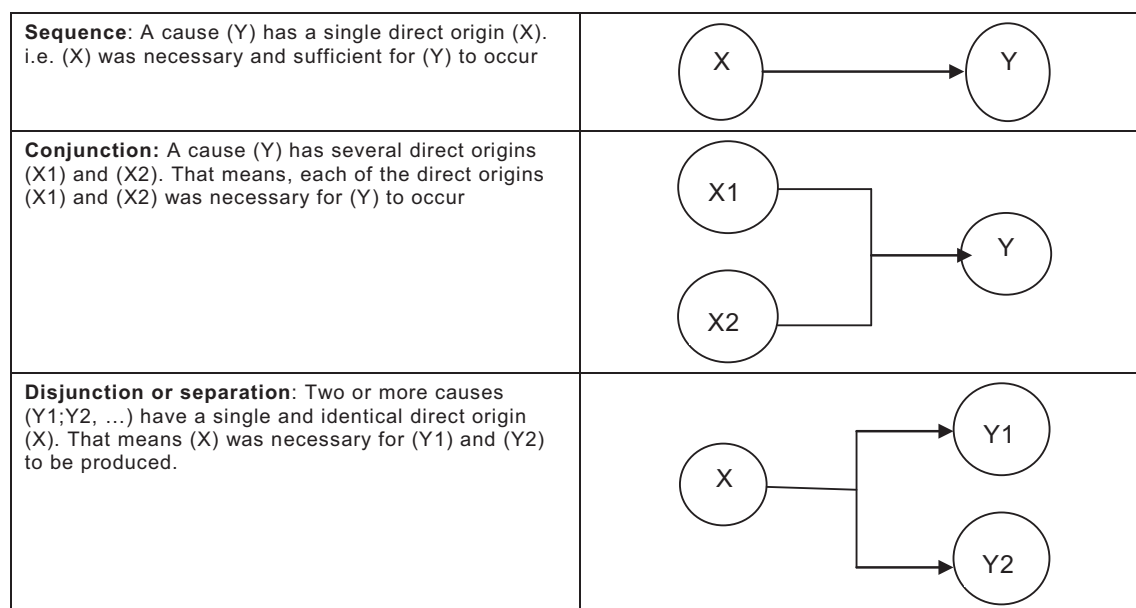 Sequence: A cause (Y) has a single direct origin (X).
i.e. (X) was necessary and sufficient for (Y) to occur
X
Y
Conjunction: A cause (Y) has several direct origins
(X1) and (X2). That means, each of the direct origins
(X1) and (X2) was necessary for (Y) to occur
X1
Y
X2
Disjunction or separation: Two or more causes
(Y1;Y2, ...) have a single and identical direct origin
(X). That means (X) was necessary for (Y1) and (Y2)
to be produced.
Y1
X
Y2